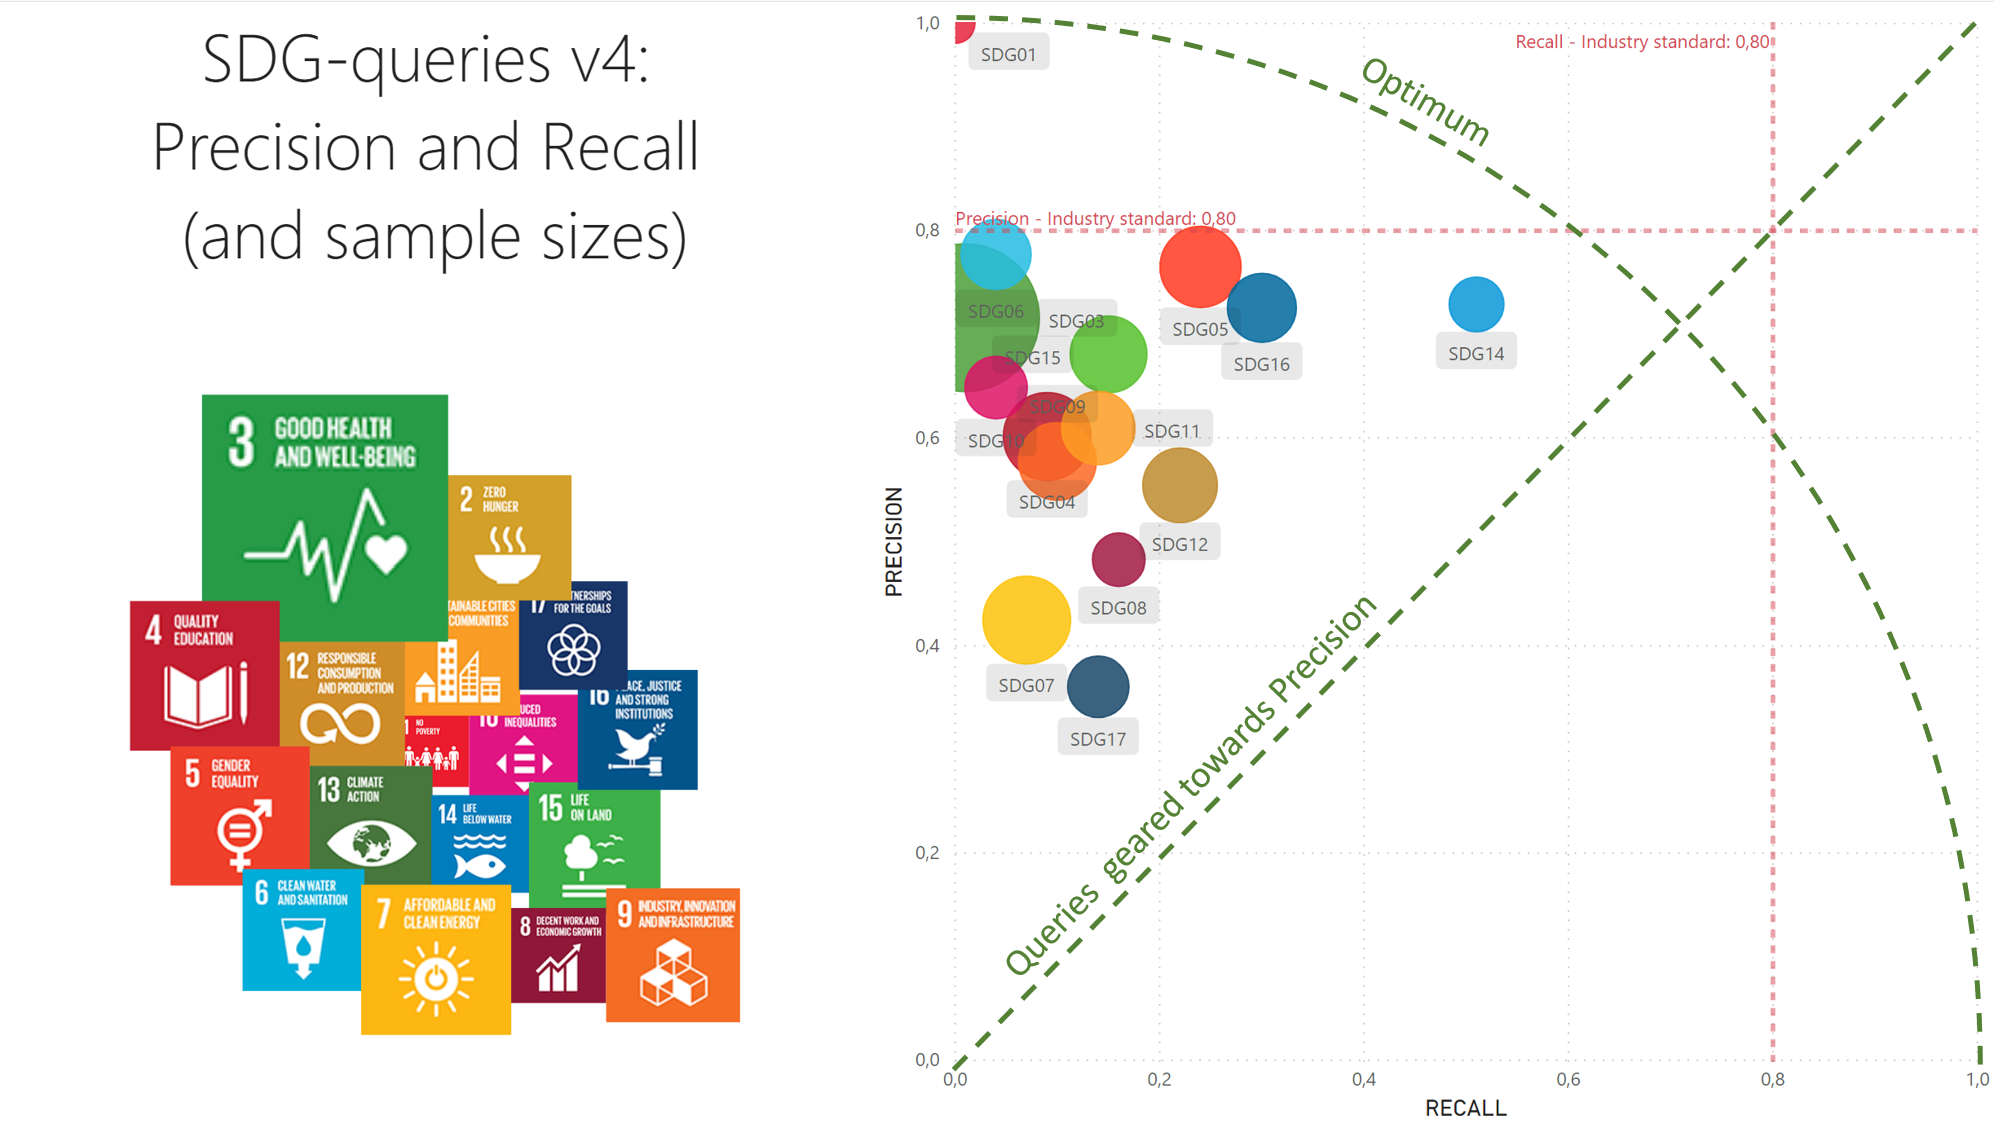 SDG-queries v4:
Precision and Recall
(and sample sizes)
3 GOOD HEALTH
AND WELL-BEING
2 ZERO
HUNGER
4 QUALITY
EDUCATION
12 RESPONSIBLE
CONSUMPTION
AND PRODUCTION
TAINABLE CITIES
COMMUNITIES
17 TNERSHIPS
FOR THE GOALS
1 NO
POVERTY
10 UCED
INEQUALITIES
16 ACE, JUSTICE
AND STRONG
INSTITUTIONS
5 GENDER
EQUALITY
13 CLIMATE
ACTION
14 LIFE
BELOW WATER
15 LIFE
ON LAND
6 CLEAN WATER
AND SANITATION
7 AFFORDABLE AND
CLEAN ENERGY
8 DECENT WORK AND
ECONOMIC GROWTH
9 INDUSTRY, INNOVATION
AND INFRASTRUCTURE
1,0
0,8
0,6
0,4
0,2
0,0
PRECISION
SDG01
Optimum
Recall - Industry standard: 0,80
Precision - Industry standard: 0,80
SDG06
SDG03
SDG05
SDG15
SDG16
SDG14
SDG09
SDG10
SDG11
SDG04
SDG12
SDG08
SDG07
SDG17
Queries geared towards Precision
0,0
0,2
0,4
0,6
0,8
1,0
RECALL